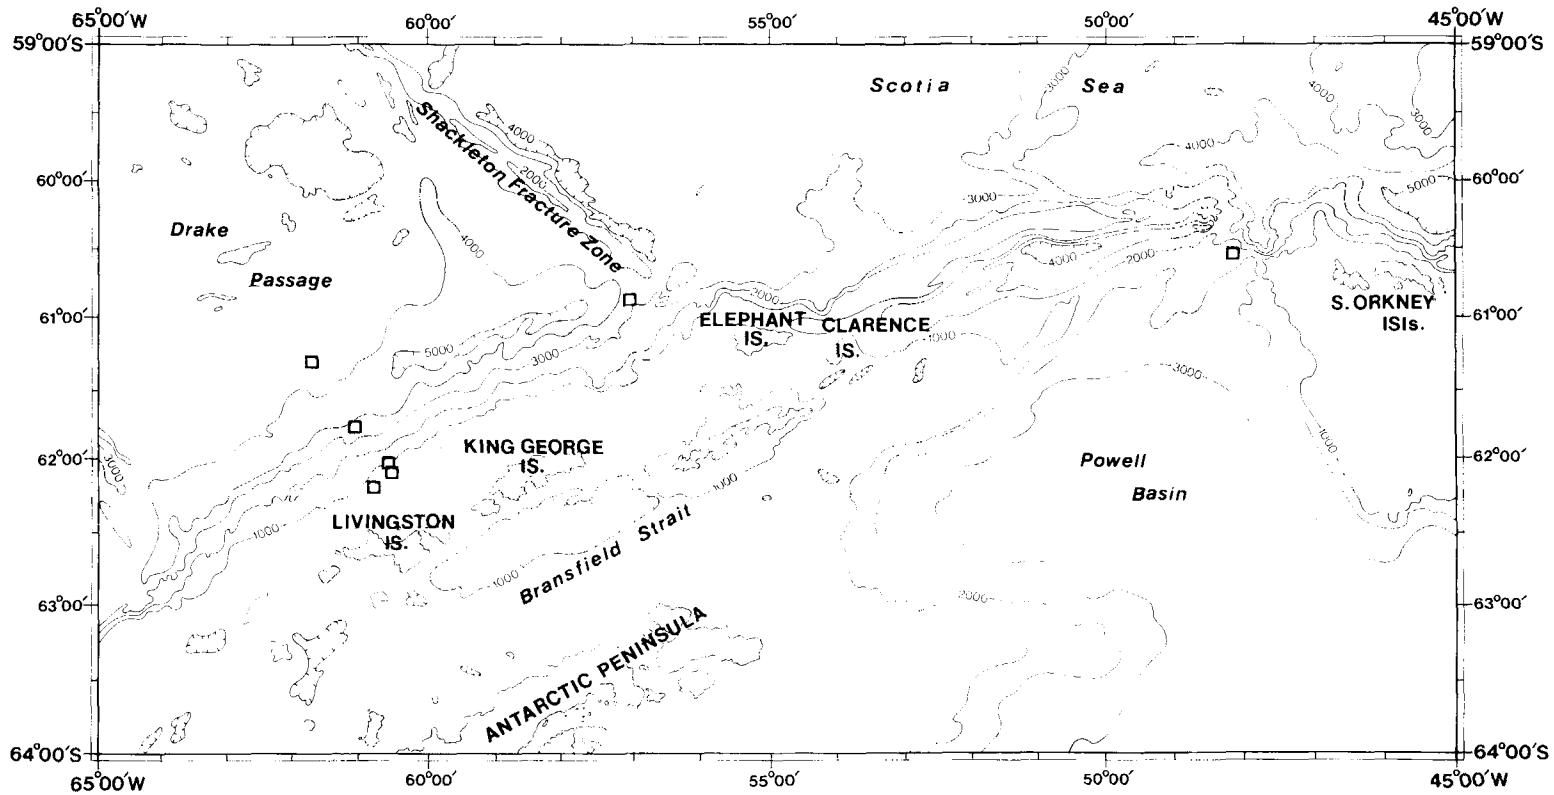 65°00'W 60°00' 55°00' 50°00' 45°00'W
59°00'S
59°00'S
Scotia Sea
3000
4000
3000
Shackleton Fracture Zone
4000
2000
4000
60°00'
60°00'
5000
3000
Drake
Passage
4000
4000
2000
2000
61°00'
61°00'
ELEPHANT
IS.
CLARENCE
IS.
S. ORKNEY
ISIs.
1000
5000
3000
3000
KING GEORGE
IS.
1000
62°00'
62°00'
3000
Powell
Basin
1000
LIVINGSTON
IS.
1000
Bransfield Strait
1000
63°00'
63°00'
2000
ANTARCTIC PENINSULA
64°00'S
64°00'S
65°00'W 60°00' 55°00' 50°00' 45°00'W